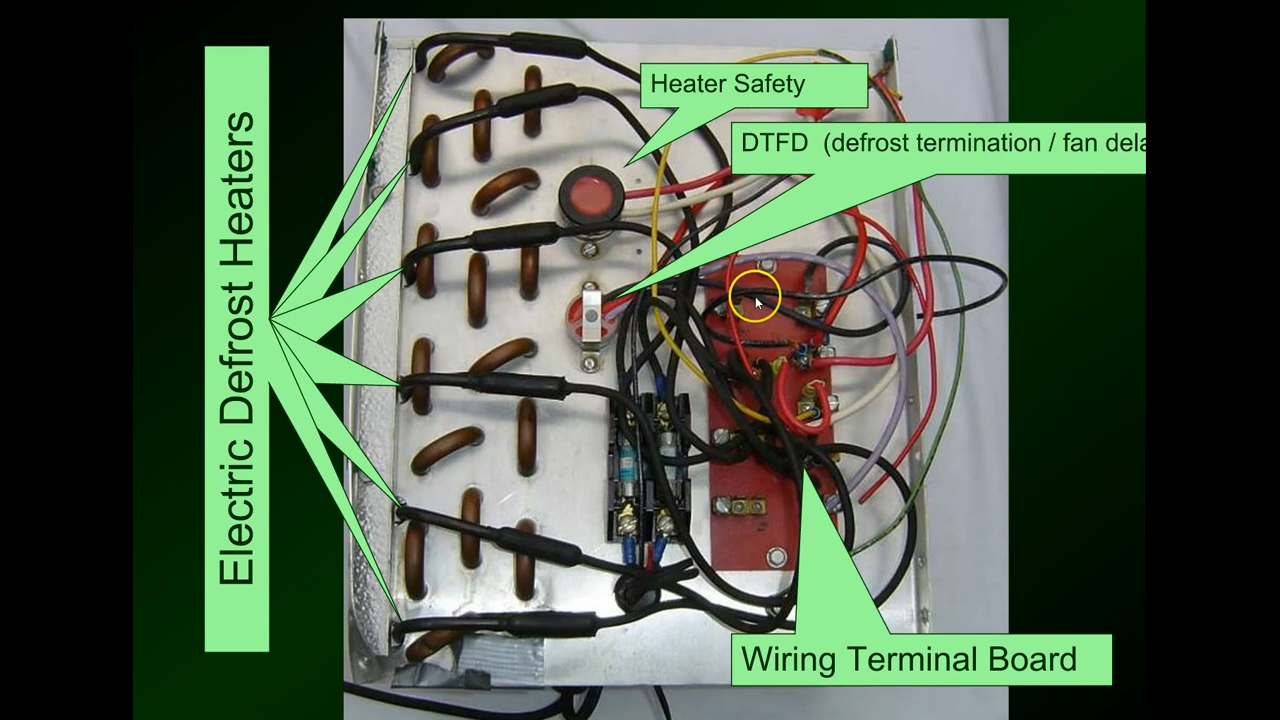 Electric Defrost Heaters
Heater Safety
DTFD (defrost termination / fan dela
Wiring Terminal Board